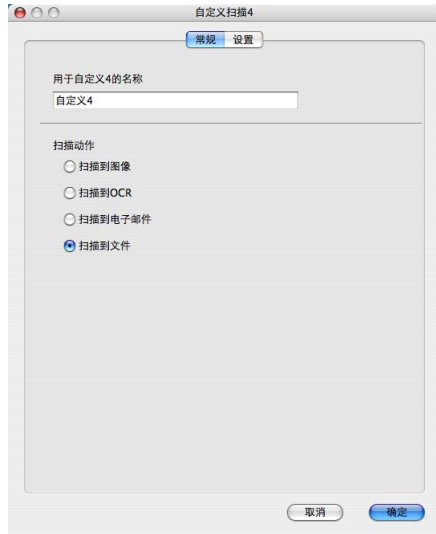 自定义扫描4
常规 设置
用于自定义4的名称
自定义4
扫描动作
扫描到图像
扫描到OCR
扫描到电子邮件
扫描到文件
取消 确定